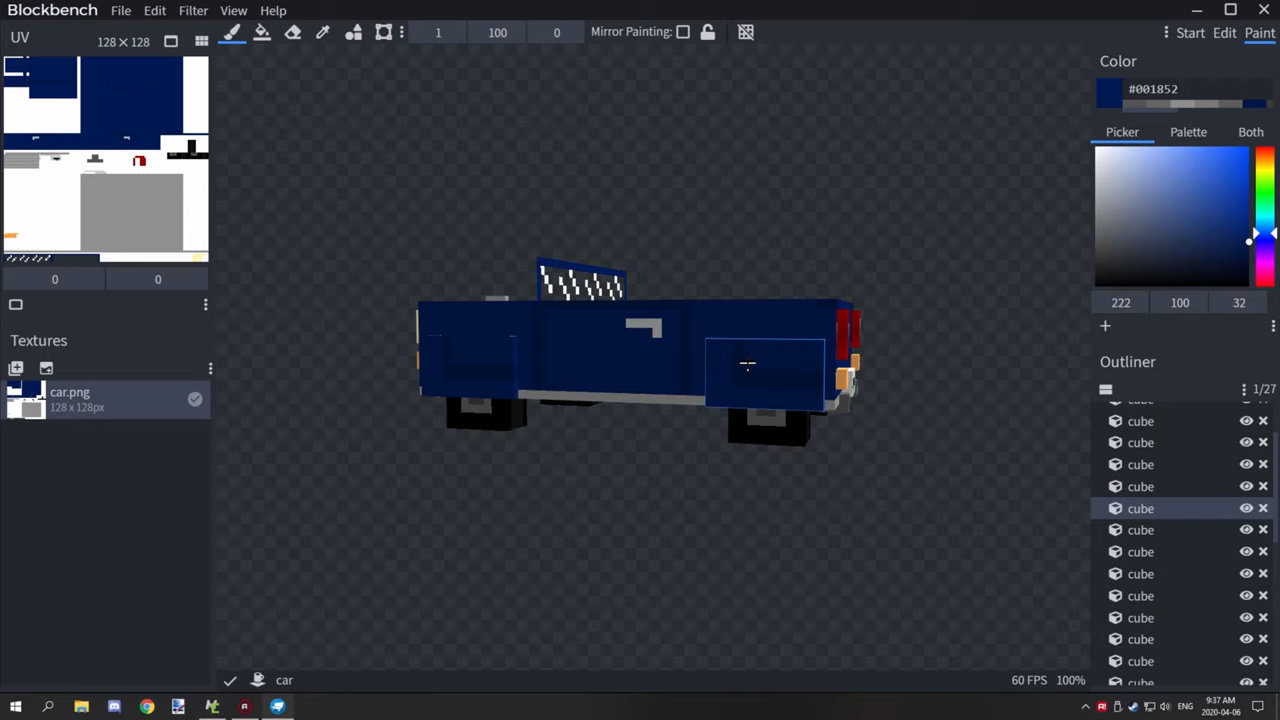 Blockbench File Edit Filter View Help
UV 128 × 128 1 100 0 Mirror Painting: Start Edit Paint
Color
#001852
Picker Palette Both
0 0
222 100 32
Textures
car.png
128 x 128px
Outliner
1/27
cube
cube
cube
cube
cube
cube
cube
cube
cube
cube
cube
cube
cube
car 60 FPS 100%
ENG 9:37 AM
2020-04-06